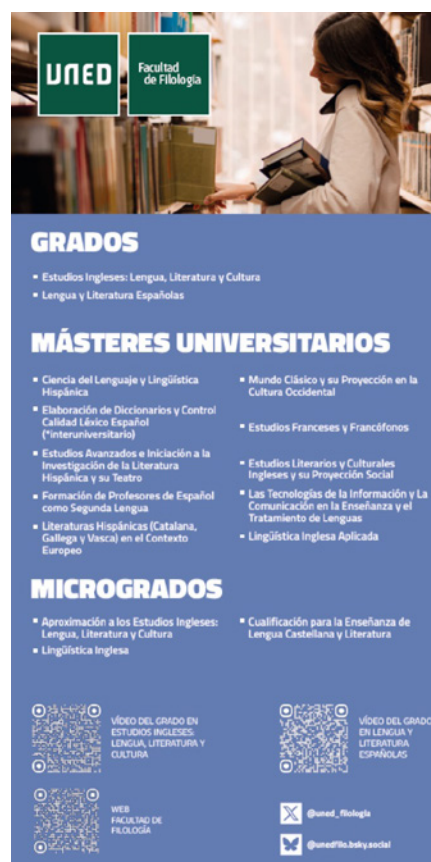 UNED
Facultad
de Filología
GRADOS
▪ Estudios Ingleses: Lengua, Literatura y Cultura
▪ Lengua y Literatura Españolas
MÁSTERES UNIVERSITARIOS
▪ Ciencia del Lenguaje y Lingüística
Hispánica
▪ Elaboración de Diccionarios y Control
Calidad Léxico Español
(*interuniversitario)
▪ Estudios Avanzados e Iniciación a la
Investigación de la Literatura
Hispánica y su Teatro
▪ Formación de Profesores de Español
como Segunda Lengua
▪ Literaturas Hispánicas (Catalana,
Gallega y Vasca) en el Contexto
Europeo
▪ Mundo Clásico y su Proyección en la
Cultura Occidental
▪ Estudios Franceses y Francófonos
▪ Estudios Literarios y Culturales
Ingleses y su Proyección Social
▪ Las Tecnologías de la Información y La
Comunicación en la Enseñanza y el
Tratamiento de Lenguas
▪ Lingüística Inglesa Aplicada
MICROGRADOS
▪ Aproximación a los Estudios Ingleses:
Lengua, Literatura y Cultura
▪ Lingüística Inglesa
▪ Cualificación para la Enseñanza de
Lengua Castellana y Literatura
VÍDEO DEL GRADO EN
ESTUDIOS INGLESES:
LENGUA, LITERATURA Y
CULTURA
VÍDEO DEL GRADO
EN LENGUA Y
LITERATURA
ESPAÑOLAS
WEB
FACULTAD DE
FILOLOGÍA
@uned_filologia
@unedfilo.bsky.social